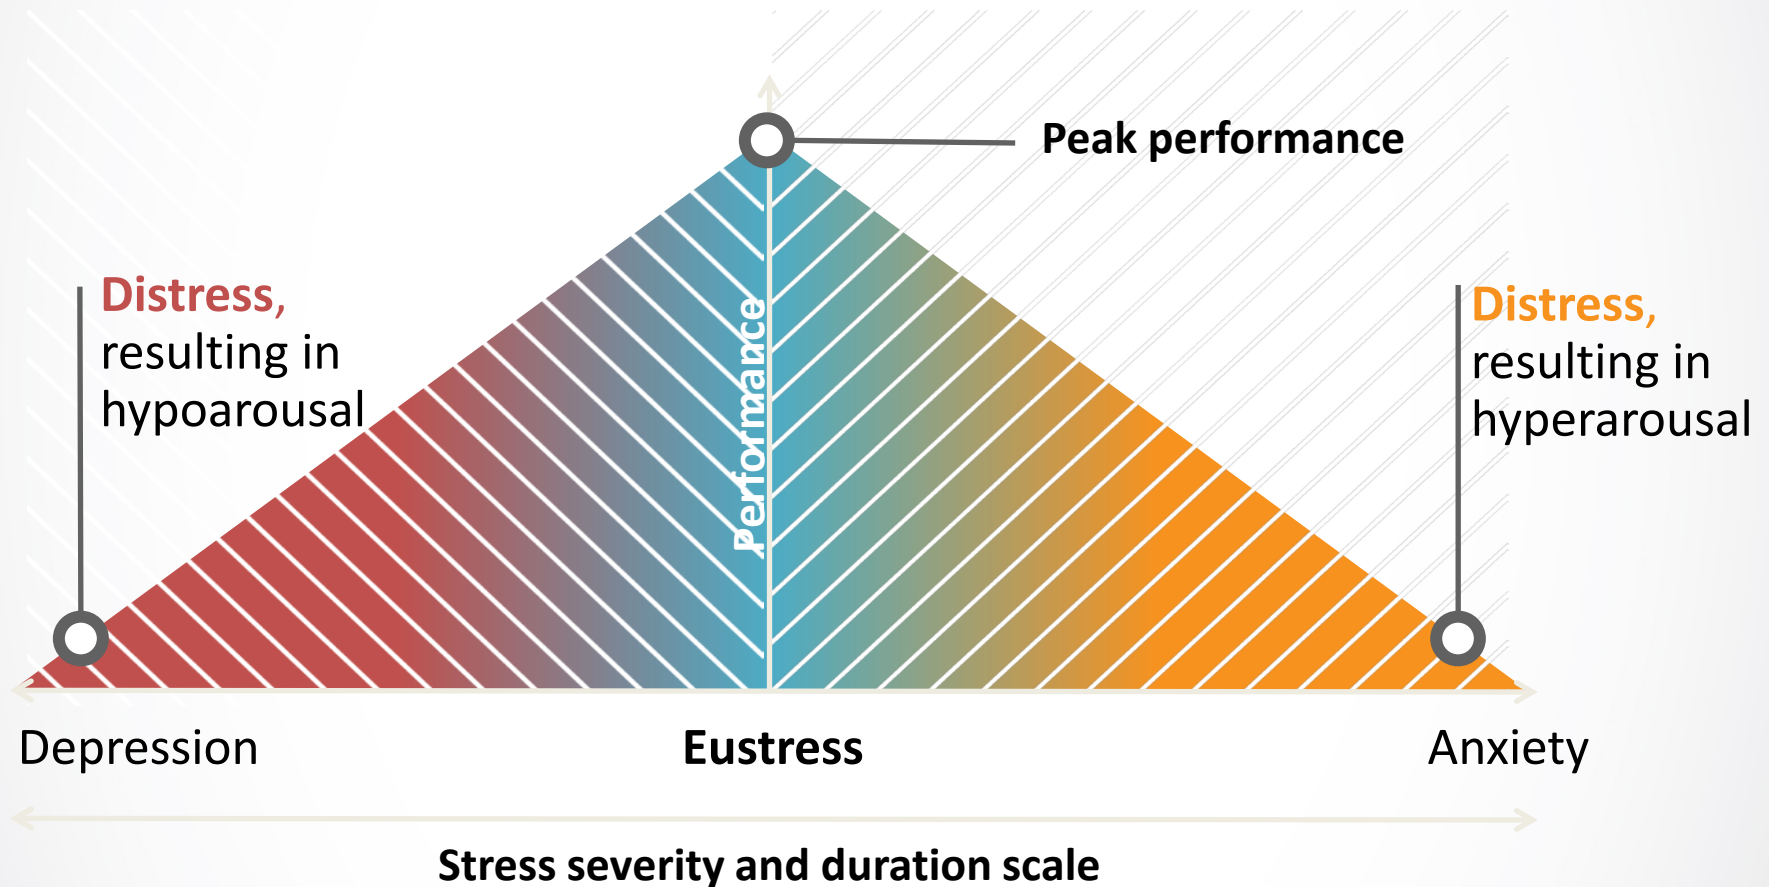 Peak performance
Distress,
resulting in
hypoarousal
Performance
Distress,
resulting in
hyperarousal
Depression
Eustress
Anxiety
Stress severity and duration scale